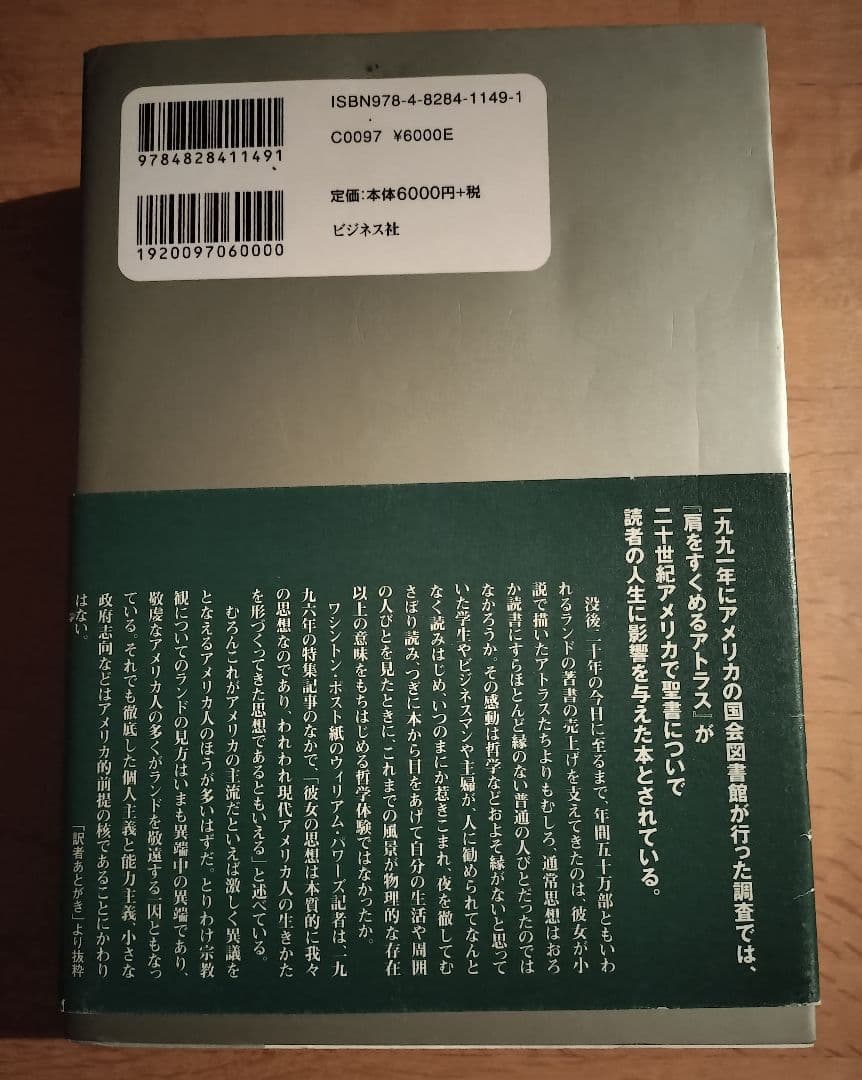 ISBN978-4-8284-1149-1
9784828411491
C0097 ¥6000E
定価:本体6000円+税
1920097060000
ビジネス社
一九九一年にアメリカの国会図書館が行った調査では、
『肩をすくめるアトラス』が
二十世紀アメリカで聖書についで
読者の人生に影響を与えた本とされている。
没後二十年の今日に至るまで、年間五十万部ともいわ
れるランドの著書の売上げを支えてきたのは、彼女が小
説で描いたアトラスたちよりもむしろ、通常思想はおろ
か読書にすらほとんど縁のない普通の人びとだったのでは
なかろうか。その感動は哲学などおよそ縁がないと思って
いた学生やビジネスマンや主婦が、人に勧められてなんと
なく読みはじめ、いつのまにか惹きこまれ、夜を徹してむ
さぼり読み、つぎに本から目をあげて自分の生活や周囲
の人びとを見たときに、これまでの風景が物理的な存在
以上の意味をもちはじめる哲学体験ではなかったか。
ワシントン・ポスト紙のウィリアム・パワーズ記者は、一九
九六年の特集記事のなかで、「彼女の思想は本質的に我々
の思想なのであり、われわれ現代アメリカ人の生きかた
を形づくってきた思想であるともいえる」と述べている。
むろんこれがアメリカの主流だといえば激しく異議を
となえるアメリカ人のほうが多いはずだ。とりわけ宗教
観についてのランドの見方はいまも異端中の異端であり、
敬虔なアメリカ人の多くがランドを敬遠する一因ともなっ
ている。それでも徹底した個人主義と能力主義、小さな
政府志向などはアメリカ的前提の核であることにかわり
はない。
「訳者あとがき」より抜粋